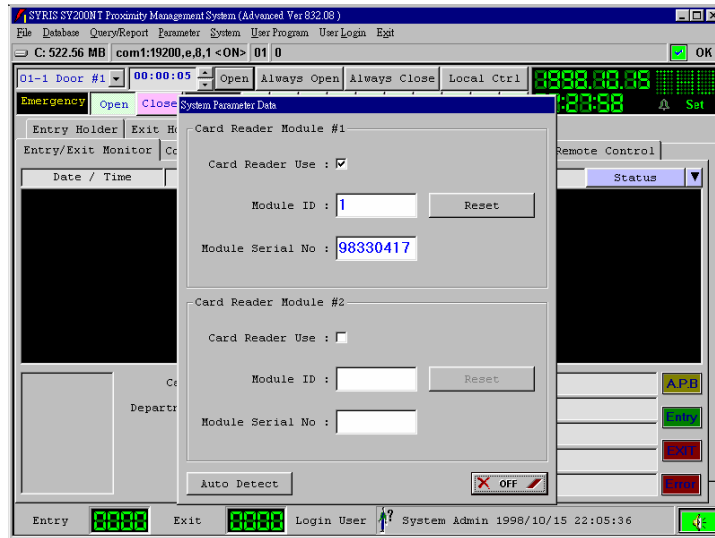 SYRIS SY200NT Proximity Management System (Advanced Ver 832.08 )
File Database Query/Report Parameter System User Program User Login Exit
C: 522.56 MB com1:19200,e,8,1 <ON> 01 0 OK
01-1 Door #1 00:00:05 Open Always Open Always Close Local Ctrl
Emergency Open Close Set
System Parameter Data
Entry Holder Exit
Entry/Exit Monitor Remote Control
Date / Time Status
Card Reader Module #1
Card Reader Use :
Module ID : 1 Reset
Module Serial No : 98330417
Card Reader Module #2
Card Reader Use :
Module ID : Reset
Module Serial No :
Auto Detect OFF
A.P.B
Entry
EXIT
Error
Entry 8888 Exit 8888 Login User System Admin 1998/10/15 22:05:36